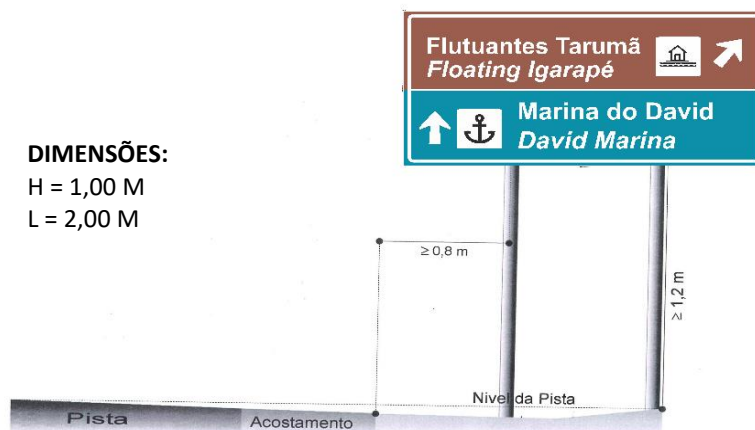 Flutuantes Tarumã
Floating Igarapé
Marina do David
David Marina
DIMENSÕES:
H = 1,00 M
L = 2,00 M
≥ 0,8 m
≥ 1,2 m
Nivel da Pista
Pista
Acostamento